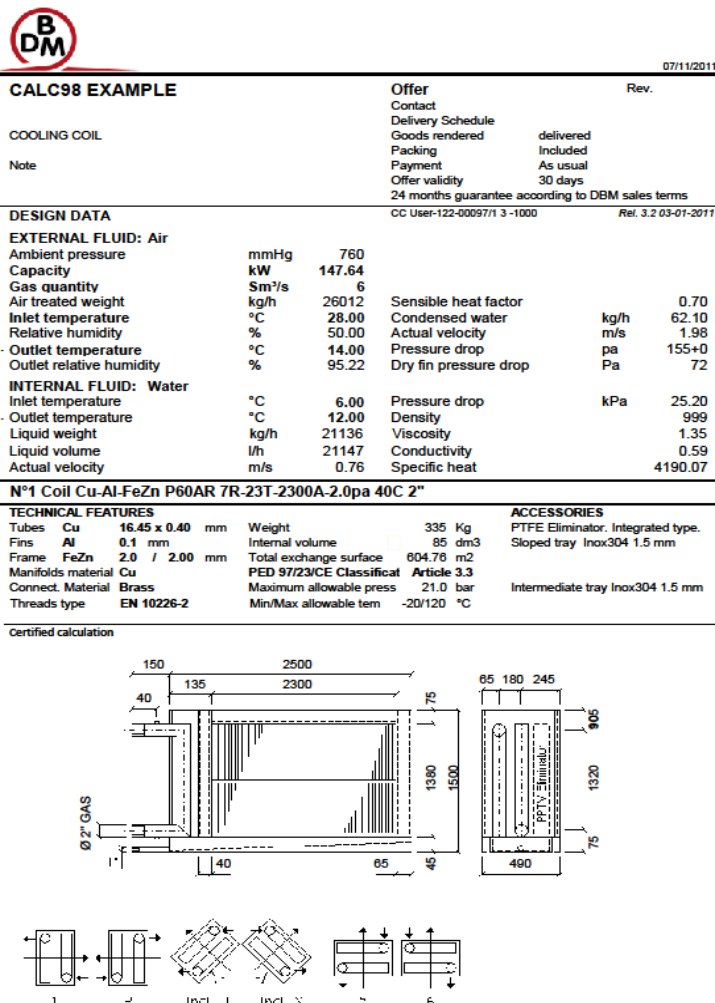 B
DM
07/11/2011
CALC98 EXAMPLE
Offer Rev.
Contact
Delivery Schedule
COOLING COIL
Goods rendered delivered
Packing Included
Note
Payment As usual
Offer validity 30 days
24 months guarantee according to DBM sales terms
DESIGN DATA
CC User-122-00097/1 3 -1000 Rel. 3.2 03-01-2011
EXTERNAL FLUID: Air
Ambient pressure mmHg 760
Capacity kW 147.64
Gas quantity Sm³/s 6
Air treated weight kg/h 26012 Sensible heat factor 0.70
Inlet temperature °C 28.00 Condensed water kg/h 62.10
Relative humidity % 50.00 Actual velocity m/s 1.98
- Outlet temperature °C 14.00 Pressure drop pa 155+0
Outlet relative humidity % 95.22 Dry fin pressure drop Pa 72
INTERNAL FLUID: Water
Inlet temperature °C 6.00 Pressure drop kPa 25.20
- Outlet temperature °C 12.00 Density 999
Liquid weight kg/h 21136 Viscosity 1.35
Liquid volume l/h 21147 Conductivity 0.59
Actual velocity m/s 0.76 Specific heat 4190.07
N°1 Coil Cu-Al-FeZn P60AR 7R-23T-2300A-2.0pa 40C 2"
TECHNICAL FEATURES ACCESSORIES
Tubes Cu 16.45 x 0.40 mm Weight 335 Kg PTFE Eliminator. Integrated type.
Fins Al 0.1 mm Internal volume 85 dm3 Sloped tray Inox304 1.5 mm
Frame FeZn 2.0 / 2.00 mm Total exchange surface 604.76 m2
Manifolds material Cu PED 97/23/CE Classificat Article 3.3
Connect. Material Brass Maximum allowable press 21.0 bar Intermediate tray Inox304 1.5 mm
Threads type EN 10226-2 Min/Max allowable tem -20/120 °C
Certified calculation
150 2500
135 2300
40
75
65 180 245
905
1380
1500
1320
PPTV Eliminator
Ø 2" GAS
1"
40
65
45
75
490